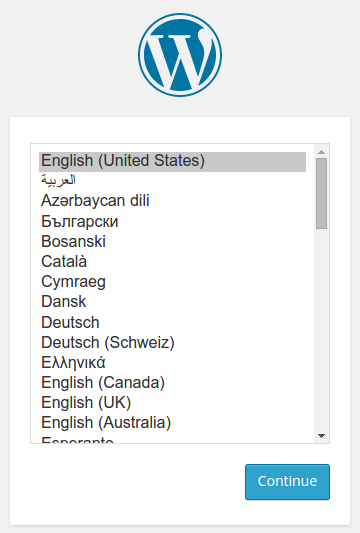 English (United States)
العربية
Azərbaycan dili
Български
Bosanski
Català
Cymraeg
Dansk
Deutsch
Deutsch (Schweiz)
Ελληνικά
English (Canada)
English (UK)
English (Australia)
Esperanto
Continue